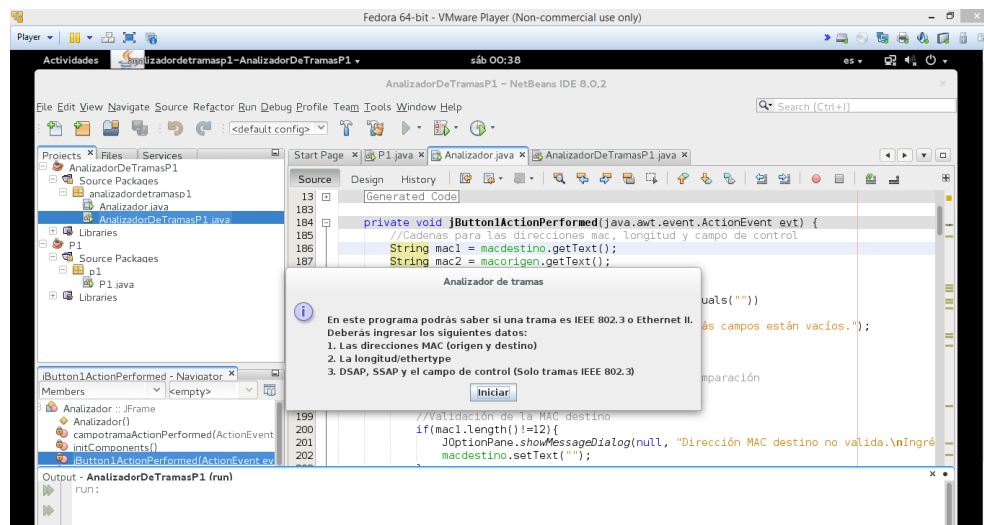 Fedora 64-bit - VMware Player (Non-commercial use only)
Player
Actividades analizadordetramasp1-AnalizadorDeTramasP1 sáb 00:38 es
AnalizadorDeTramasP1 - NetBeans IDE 8.0.2
File Edit View Navigate Source Refactor Run Debug Profile Team Tools Window Help
Search (Ctrl+I)
<default config>
Projects Files Services
Start Page P1 java Analizador.java AnalizadorDeTramasP1 java
AnalizadorDeTramasP1
Source Packages
analizadordetramasp1
Analizador.java
AnalizadorDeTramasP1.java
Libraries
P1
Source Packages
p1
P1.java
Libraries
Source Design History
13 Generated Code
183
184 private void jButton1ActionPerformed(java.awt.event.ActionEvent evt) {
185 //Cadenas para las direcciones mac, longitud y campo de control
186 String mac1 = macdestino.getText();
187 String mac2 = macorigen.getText();
uals(""))
ás campos están vacíos.");
mparación
Analizador de tramas
En este programa podrás saber si una trama es IEEE 802.3 o Ethernet II.
Deberás ingresar los siguientes datos:
1. Las direcciones MAC (origen y destino)
2. La longitud/ethertype
3. DSAP, SSAP y el campo de control (Solo tramas IEEE 802.3)
Iniciar
199 //Validación de la MAC destino
200 if(mac1.length()!=12){
201 JOptionPane.showMessageDialog(null, "Dirección MAC destino no valida.\nIngré
202 macdestino.setText("");
jButton1ActionPerformed - Navigator
Members <empty>
Analizador :: JFrame
Analizador()
campotramaActionPerformed(ActionEvent
initComponents()
jButton1ActionPerformed(ActionEvent ev
Output - AnalizadorDeTramasP1 (run)
run: